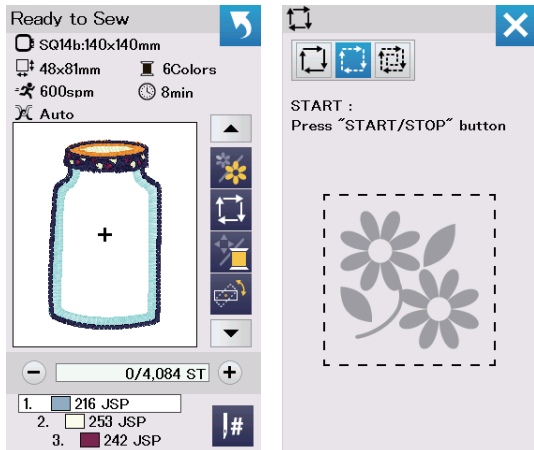 Ready to Sew
SQ14b:140x140mm
48x81mm 6Colors
600spm 8min
Auto
0/4,084 ST
1. 216 JSP
2. 253 JSP
3. 242 JSP
#
START :
Press "START/STOP" button